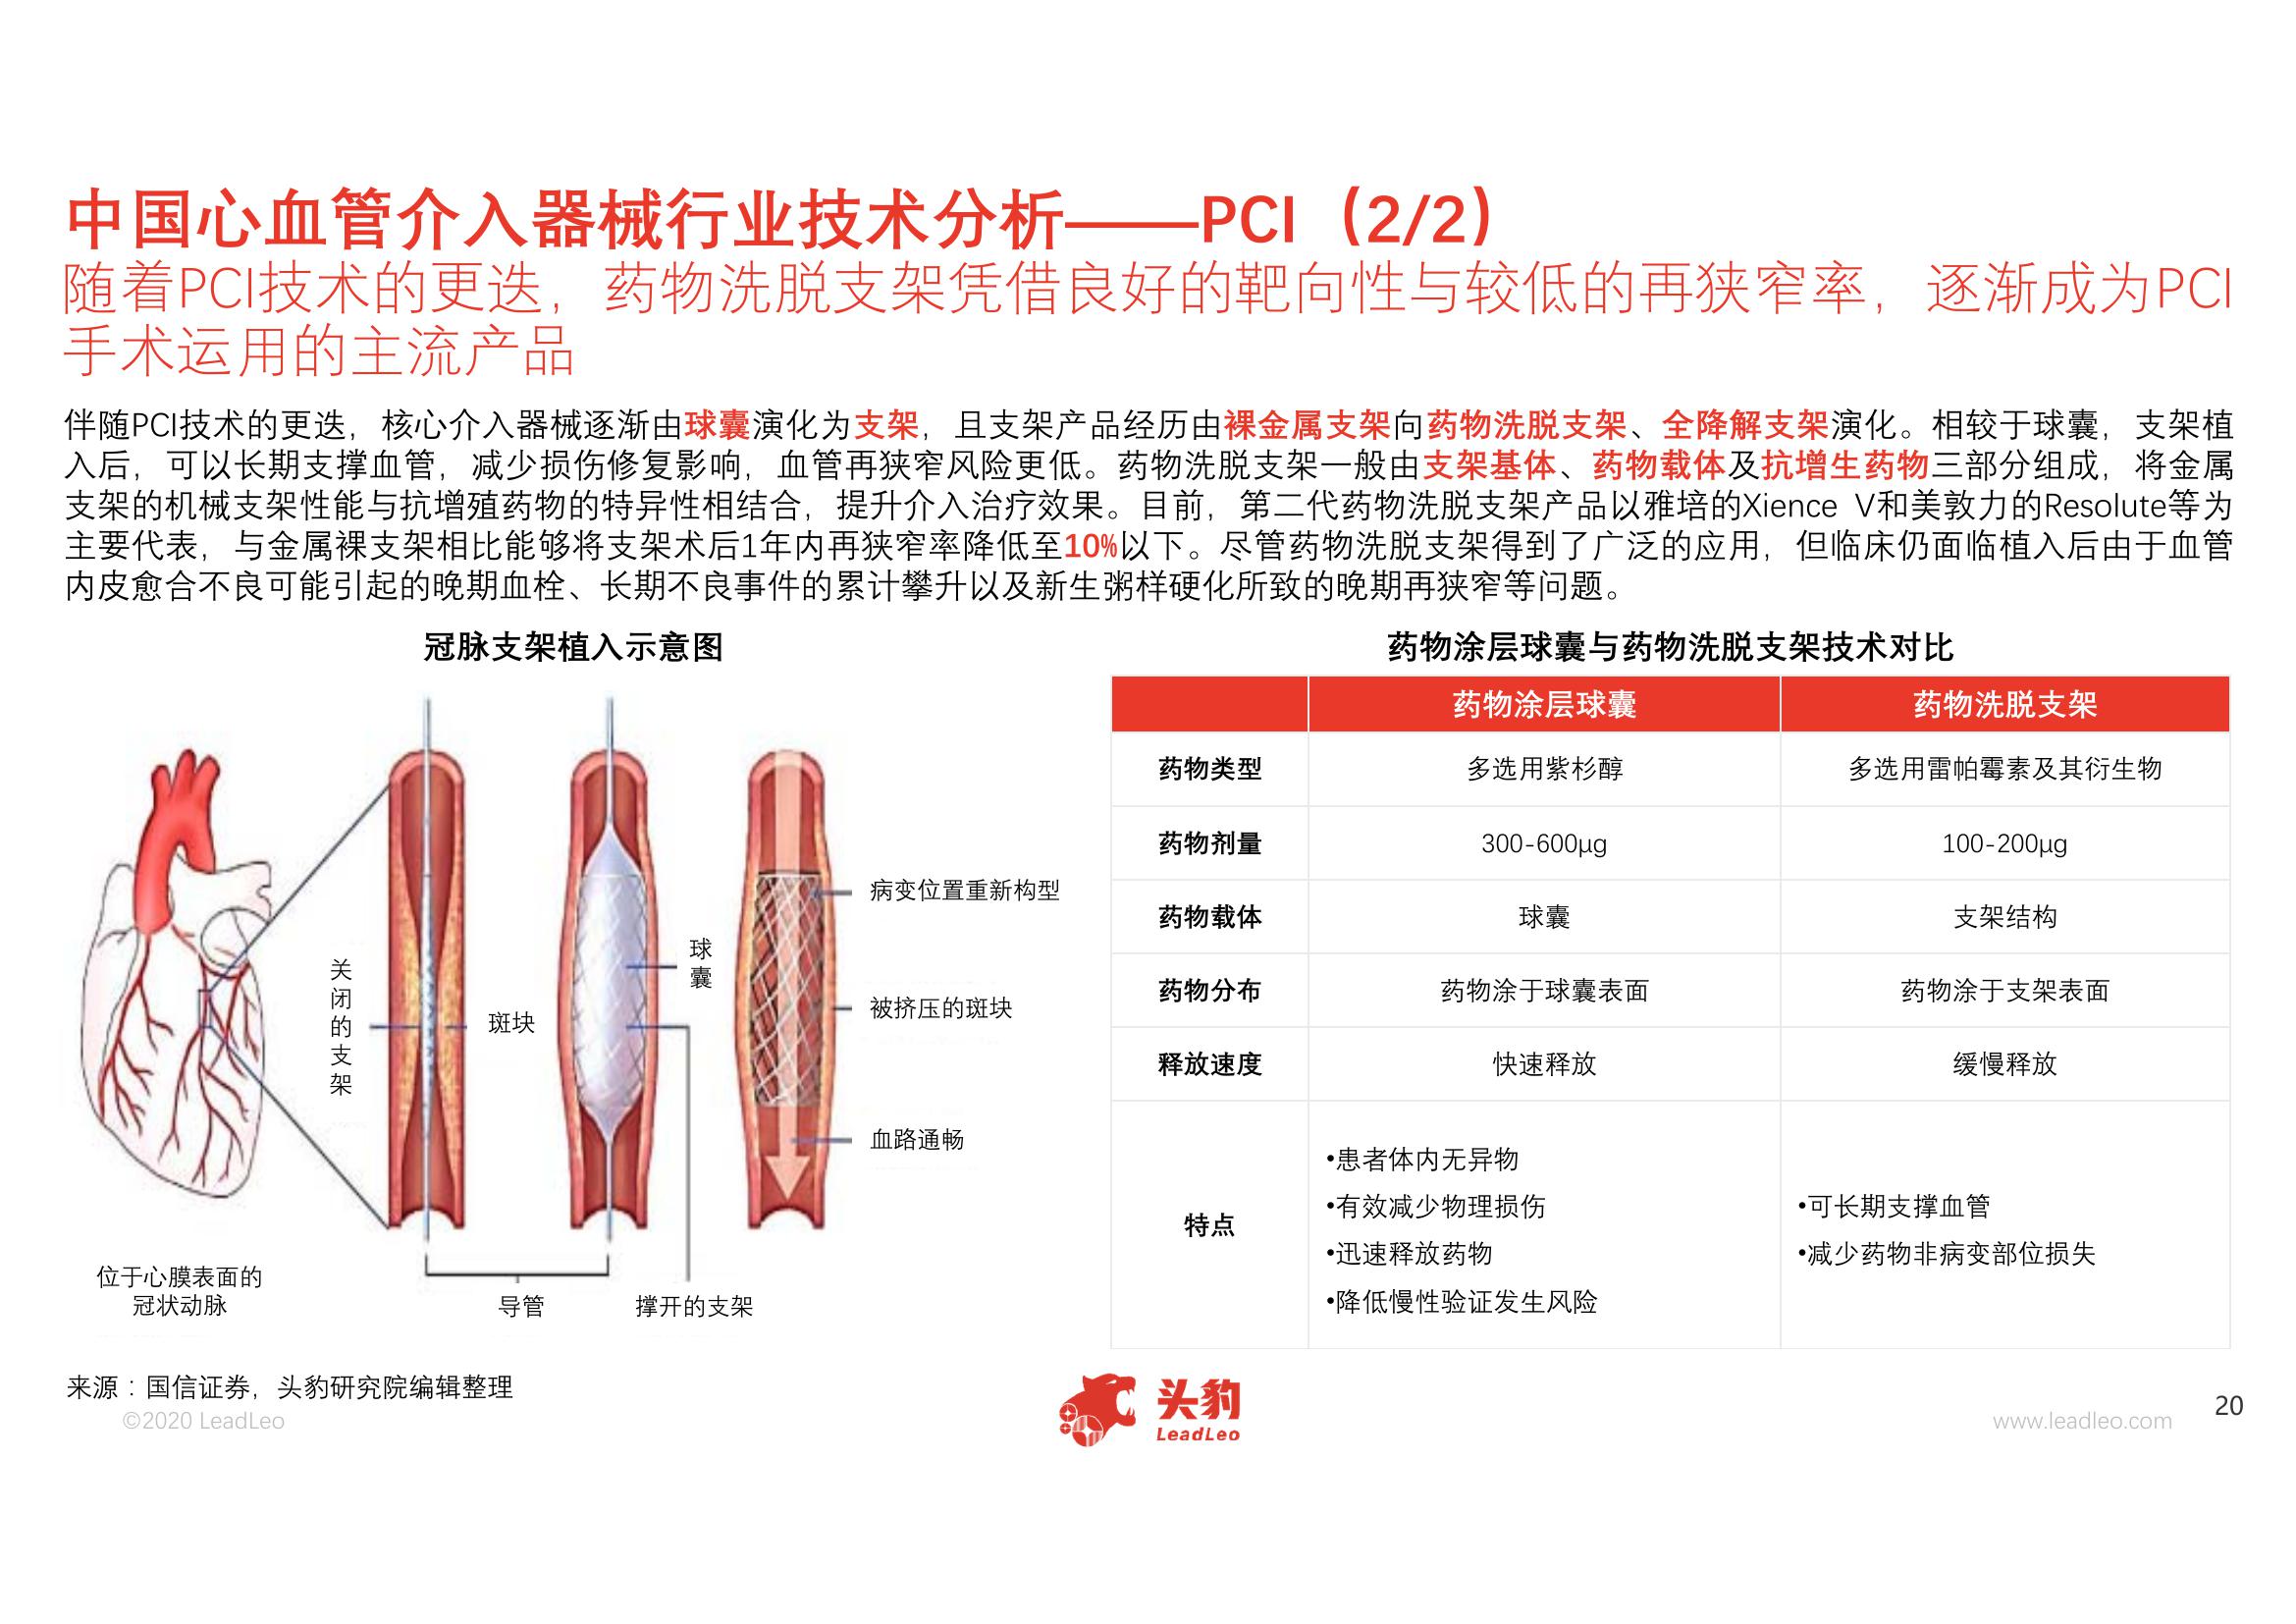 中国心血管介入器械行业技术分析——PCI（2/2）
随着PCI技术的更迭，药物洗脱支架凭借良好的靶向性与较低的再狭窄率，逐渐成为PCI
手术运用的主流产品
伴随PCI技术的更迭，核心介入器械逐渐由球囊演化为支架，且支架产品经历由裸金属支架向药物洗脱支架、全降解支架演化。相较于球囊，支架植
入后，可以长期支撑血管，减少损伤修复影响，血管再狭窄风险更低。药物洗脱支架一般由支架基体、药物载体及抗增生药物三部分组成，将金属
支架的机械支架性能与抗增殖药物的特异性相结合，提升介入治疗效果。目前，第二代药物洗脱支架产品以雅培的Xience V和美敦力的Resolute等为
主要代表，与金属裸支架相比能够将支架术后1年内再狭窄率降低至10%以下。尽管药物洗脱支架得到了广泛的应用，但临床仍面临植入后由于血管
内皮愈合不良可能引起的晚期血栓、长期不良事件的累计攀升以及新生粥样硬化所致的晚期再狭窄等问题。
冠脉支架植入示意图
关闭的支架
斑块
球囊
病变位置重新构型
被挤压的斑块
血路通畅
位于心膜表面的
冠状动脉
导管
撑开的支架
药物涂层球囊与药物洗脱支架技术对比
药物涂层球囊 药物洗脱支架
药物类型 多选用紫杉醇 多选用雷帕霉素及其衍生物
药物剂量 300-600μg 100-200μg
药物载体 球囊 支架结构
药物分布 药物涂于球囊表面 药物涂于支架表面
释放速度 快速释放 缓慢释放
特点
•患者体内无异物
•有效减少物理损伤
•迅速释放药物
•降低慢性验证发生风险
•可长期支撑血管
•减少药物非病变部位损失
来源：国信证券，头豹研究院编辑整理
©2020 LeadLeo
头豹
LeadLeo
www.leadleo.com
20